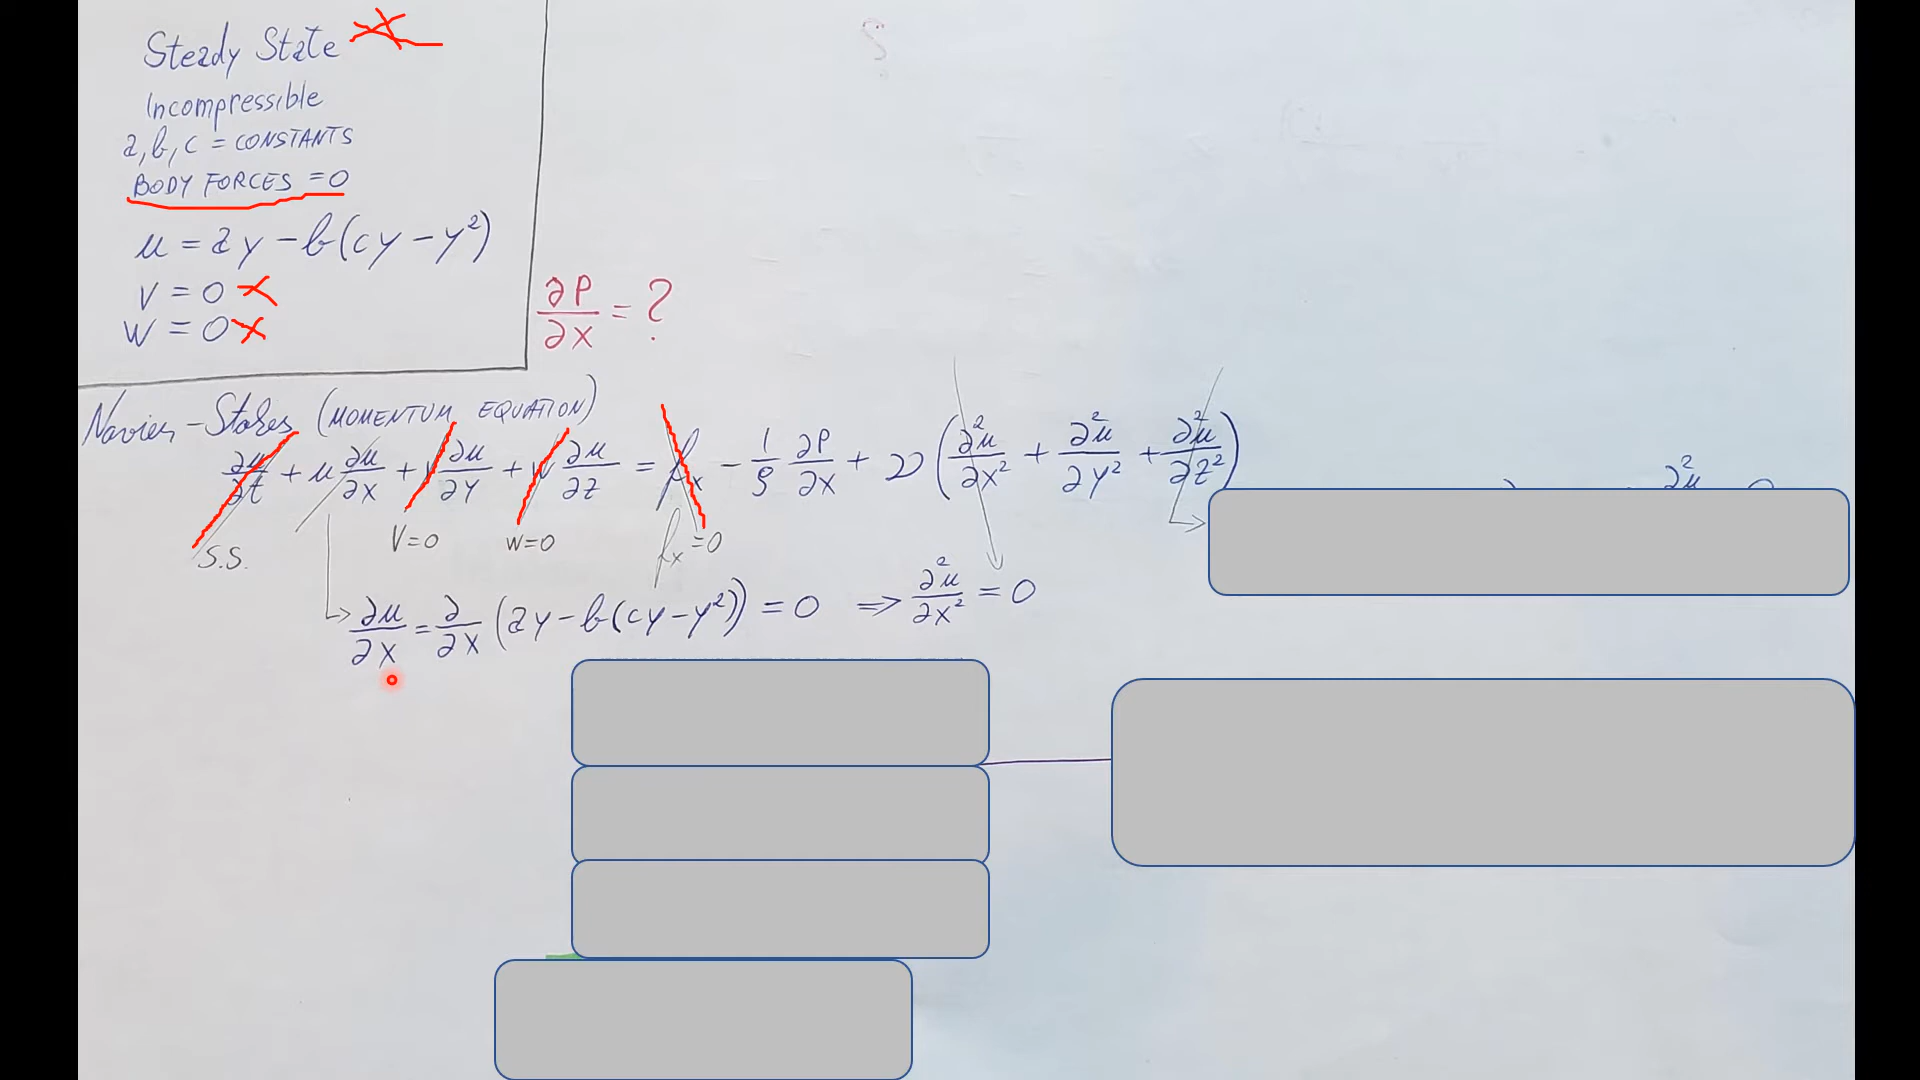 Steady State
Incompressible
a, b, c = CONSTANTS
BODY FORCES = 0
u = ay - b(cy - y²)
V = 0
W = 0
∂P/∂x = ?
Navier-Stokes (MOMENTUM EQUATION)
∂u/∂t + u ∂u/∂x + v ∂u/∂y + w ∂u/∂z = fx - 1/ρ ∂P/∂x + ν (∂²u/∂x² + ∂²u/∂y² + ∂²u/∂z²)
S.S.
V=0
w=0
fx=0
∂u/∂x = ∂/∂x (ay - b(cy - y²)) = 0 ⇒ ∂²u/∂x² = 0